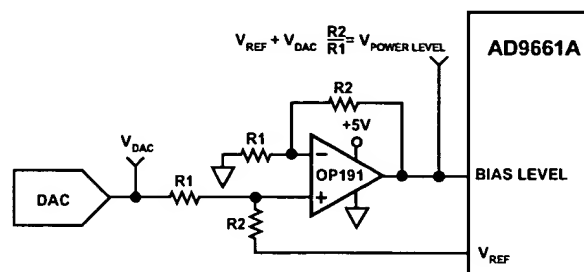 V_REF + V_DAC R2/R1 = V_POWER LEVEL
AD9661A
R2
+5V
V_DAC
R1
−
OP191
BIAS LEVEL
DAC
R1
+
R2
V_REF